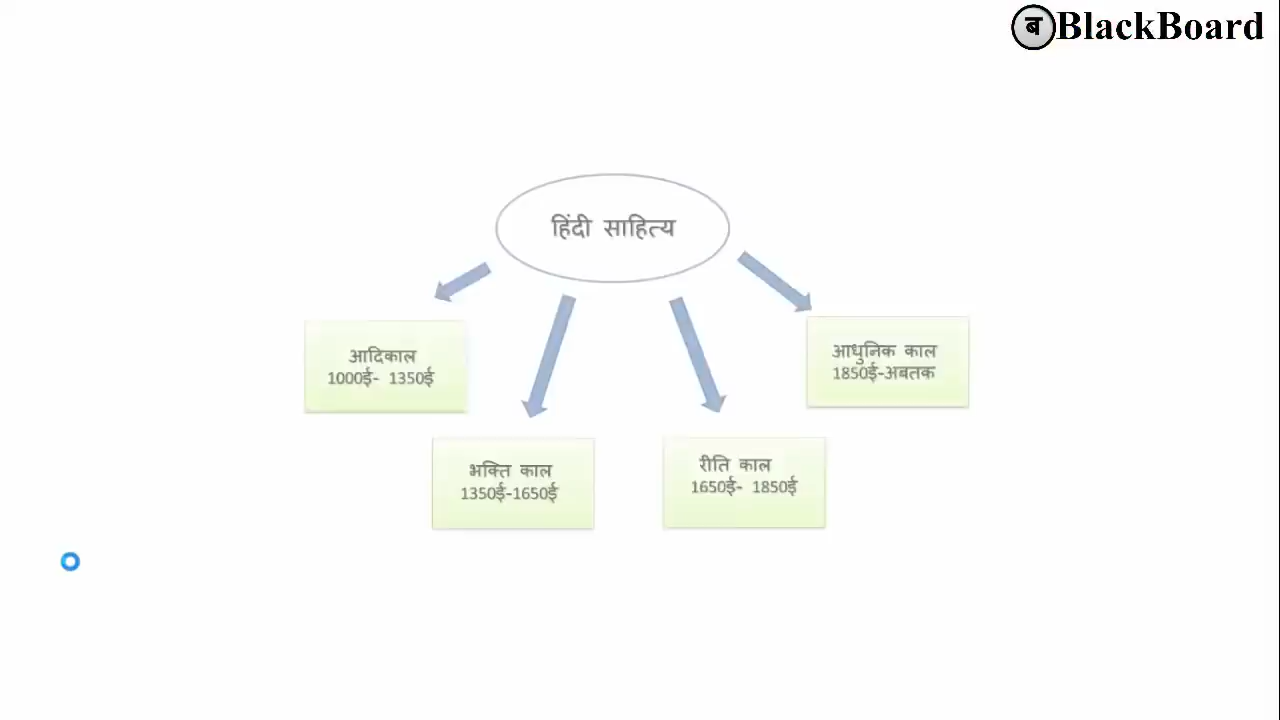 ब BlackBoard
हिंदी साहित्य
आदिकाल
1000ई- 1350ई
भक्ति काल
1350ई-1650ई
रीति काल
1650ई- 1850ई
आधुनिक काल
1850ई-अबतक